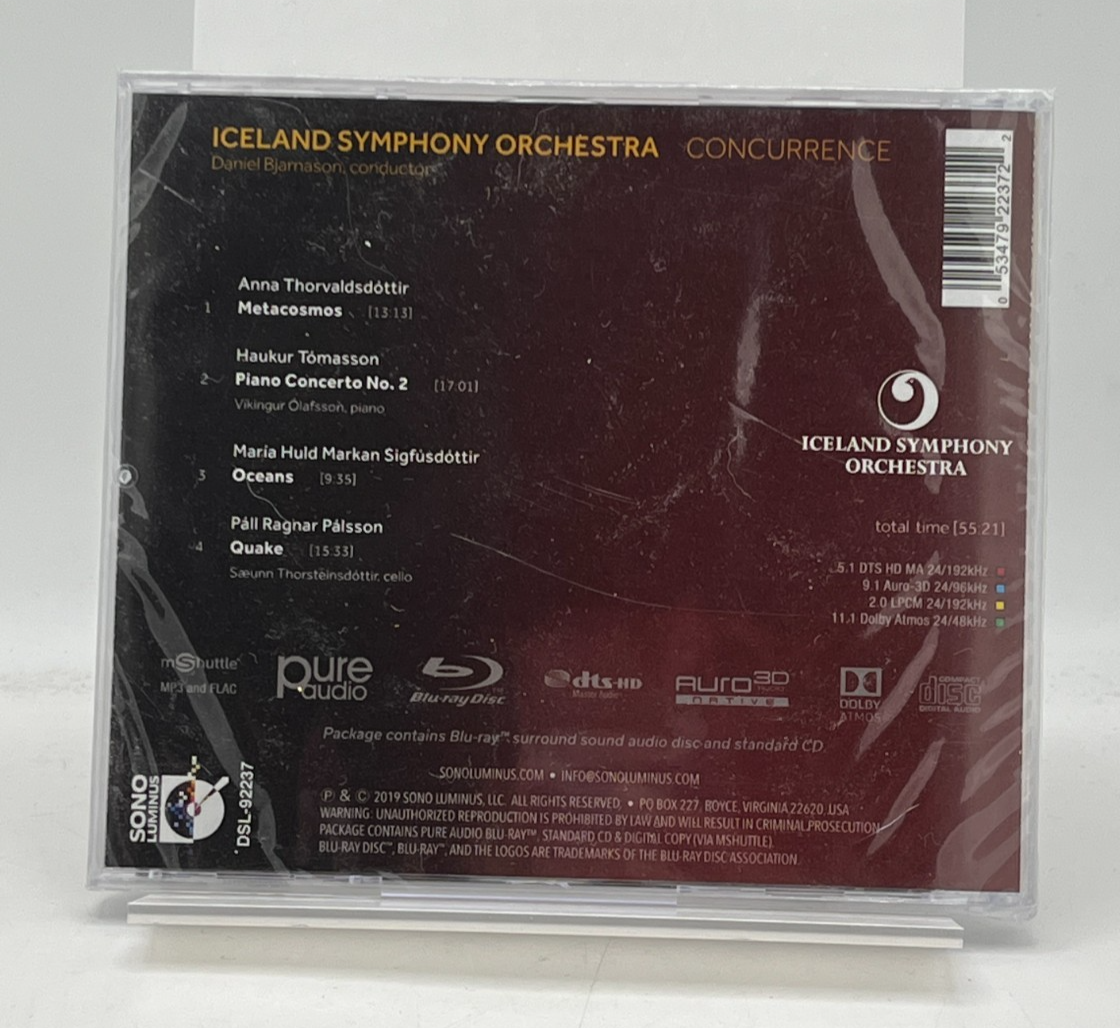 ICELAND SYMPHONY ORCHESTRA CONCURRENCE
Daníel Bjarnason, conductor
0 53479 22372 2
Anna Thorvaldsdóttir
1 Metacosmos [13:13]
Haukur Tómasson
2 Piano Concerto No. 2 [17:01]
Víkingur Ólafsson, piano
María Huld Markan Sigfúsdóttir
3 Oceans [9:35]
Páll Ragnar Pálsson
4 Quake [15:33]
Sæunn Thorsteinsdóttir, cello
ICELAND SYMPHONY
ORCHESTRA
total time [55:21]
5.1 DTS HD MA 24/192kHz
9.1 Auro-3D 24/96kHz
2.0 LPCM 24/192kHz
11.1 Dolby Atmos 24/48kHz
mShuttle
MP3 and FLAC
pure
audio
Blu-ray Disc™
dts-HD
Master Audio
AURO 3D
AUDIO
NATIVE
DOLBY
ATMOS
COMPACT
disc
DIGITAL AUDIO
Package contains Blu-ray™ surround sound audio disc and standard CD.
SONO
LUMINUS
DSL-92237
SONOLUMINUS.COM • INFO@SONOLUMINUS.COM
℗ & © 2019 SONO LUMINUS, LLC. ALL RIGHTS RESERVED. • PO BOX 227, BOYCE, VIRGINIA 22620, USA
WARNING: UNAUTHORIZED REPRODUCTION IS PROHIBITED BY LAW AND WILL RESULT IN CRIMINAL PROSECUTION.
PACKAGE CONTAINS PURE AUDIO BLU-RAY™, STANDARD CD & DIGITAL COPY (VIA MSHUTTLE).
BLU-RAY DISC™, BLU-RAY™, AND THE LOGOS ARE TRADEMARKS OF THE BLU-RAY DISC ASSOCIATION.